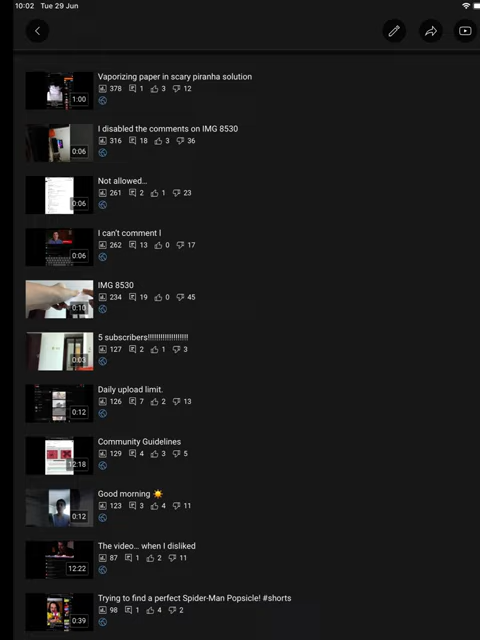 10:02 Tue 29 Jun
Vaporizing paper in scary piranha solution
378 1 3 12
1:00
I disabled the comments on IMG 8530
316 18 3 36
0:06
Not allowed...
261 2 1 23
0:06
I can't comment I
262 13 0 17
0:06
IMG 8530
234 19 0 45
0:10
5 subscribers!!!!!!!!!!!!!!!!!!!
127 2 1 3
0:03
Daily upload limit.
126 7 2 13
0:12
Community Guidelines
129 4 3 5
12:18
Good morning ☀️
123 3 4 11
0:12
The video... when I disliked
87 1 2 11
12:22
Trying to find a perfect Spider-Man Popsicle! #shorts
98 1 4 2
0:39